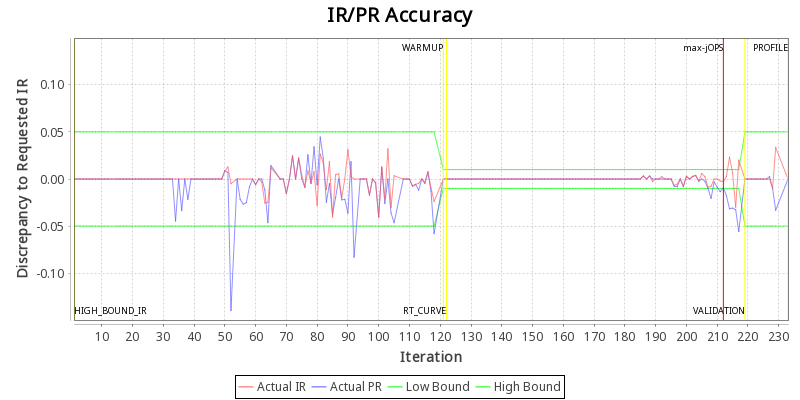 IR/PR Accuracy
WARMUP
max-jOPS
PROFILE
Discrepancy to Requested IR
0.10
0.05
0.00
-0.05
-0.10
HIGH_BOUND_IR
RT_CURVE
VALIDATION
10 20 30 40 50 60 70 80 90 100 110 120 130 140 150 160 170 180 190 200 210 220 230
Iteration
Actual IR
Actual PR
Low Bound
High Bound